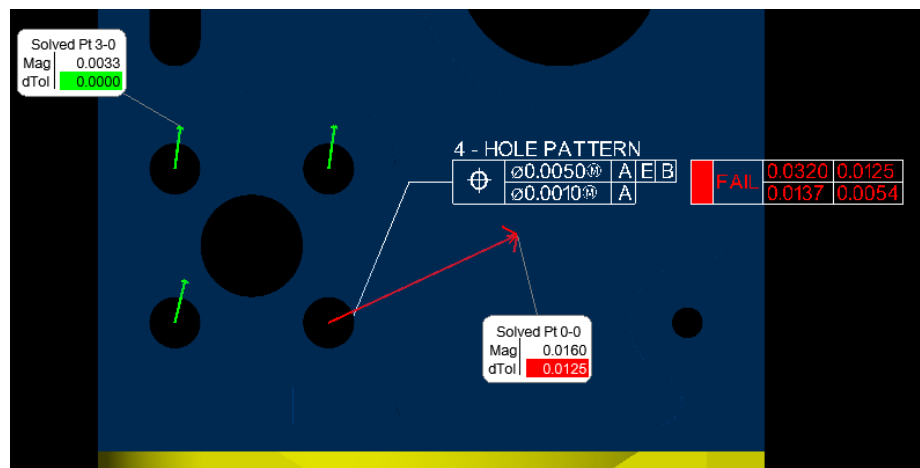 Solved Pt 3-0
Mag 0.0033
dTol 0.0000
4 - HOLE PATTERN
⌖ ⌀0.0050Ⓜ A E B
⌀0.0010Ⓜ A
FAIL 0.0320 0.0125
0.0137 0.0054
Solved Pt 0-0
Mag 0.0160
dTol 0.0125